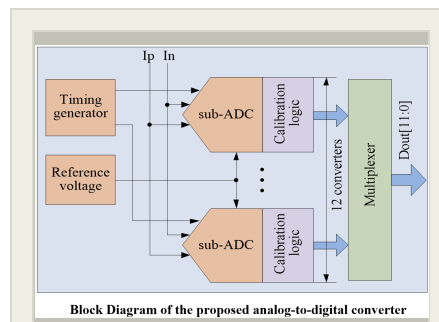 Ip In
Timing
generator
sub-ADC
Calibration
logic
Reference
voltage
12 converters
Multiplexer
Dout[11:0]
sub-ADC
Calibration
logic
Block Diagram of the proposed analog-to-digital converter